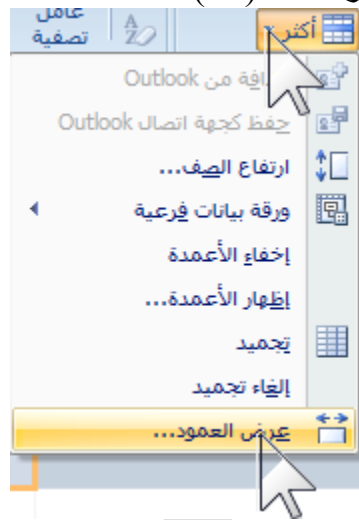 أكثر
عامل
تصفية
من Outlook
حفظ كجهة اتصال Outlook
ارتفاع الصف...
ورقة بيانات فرعية
إخفاء الأعمدة
إظهار الأعمدة...
تجميد
إلغاء تجميد
عرض العمود...